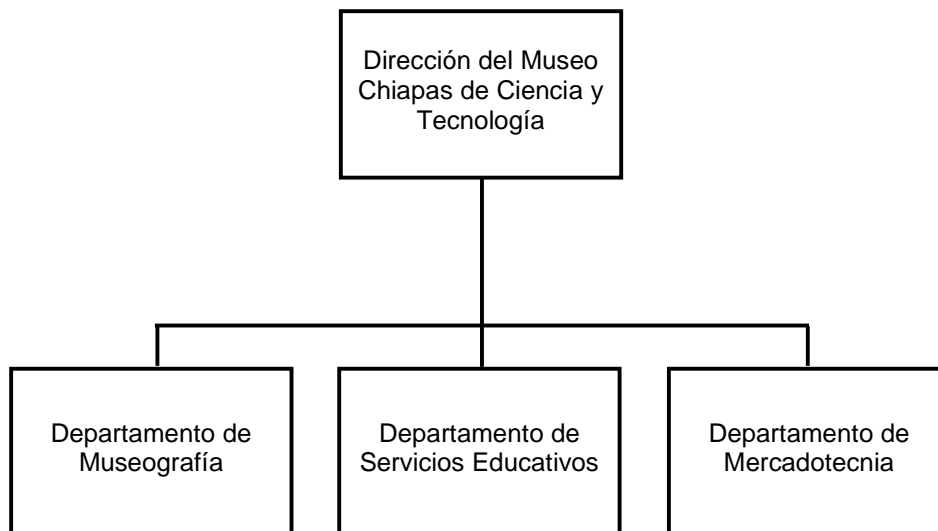 Dirección del Museo
Chiapas de Ciencia y
Tecnología
Departamento de
Museografía
Departamento de
Servicios Educativos
Departamento de
Mercadotecnia